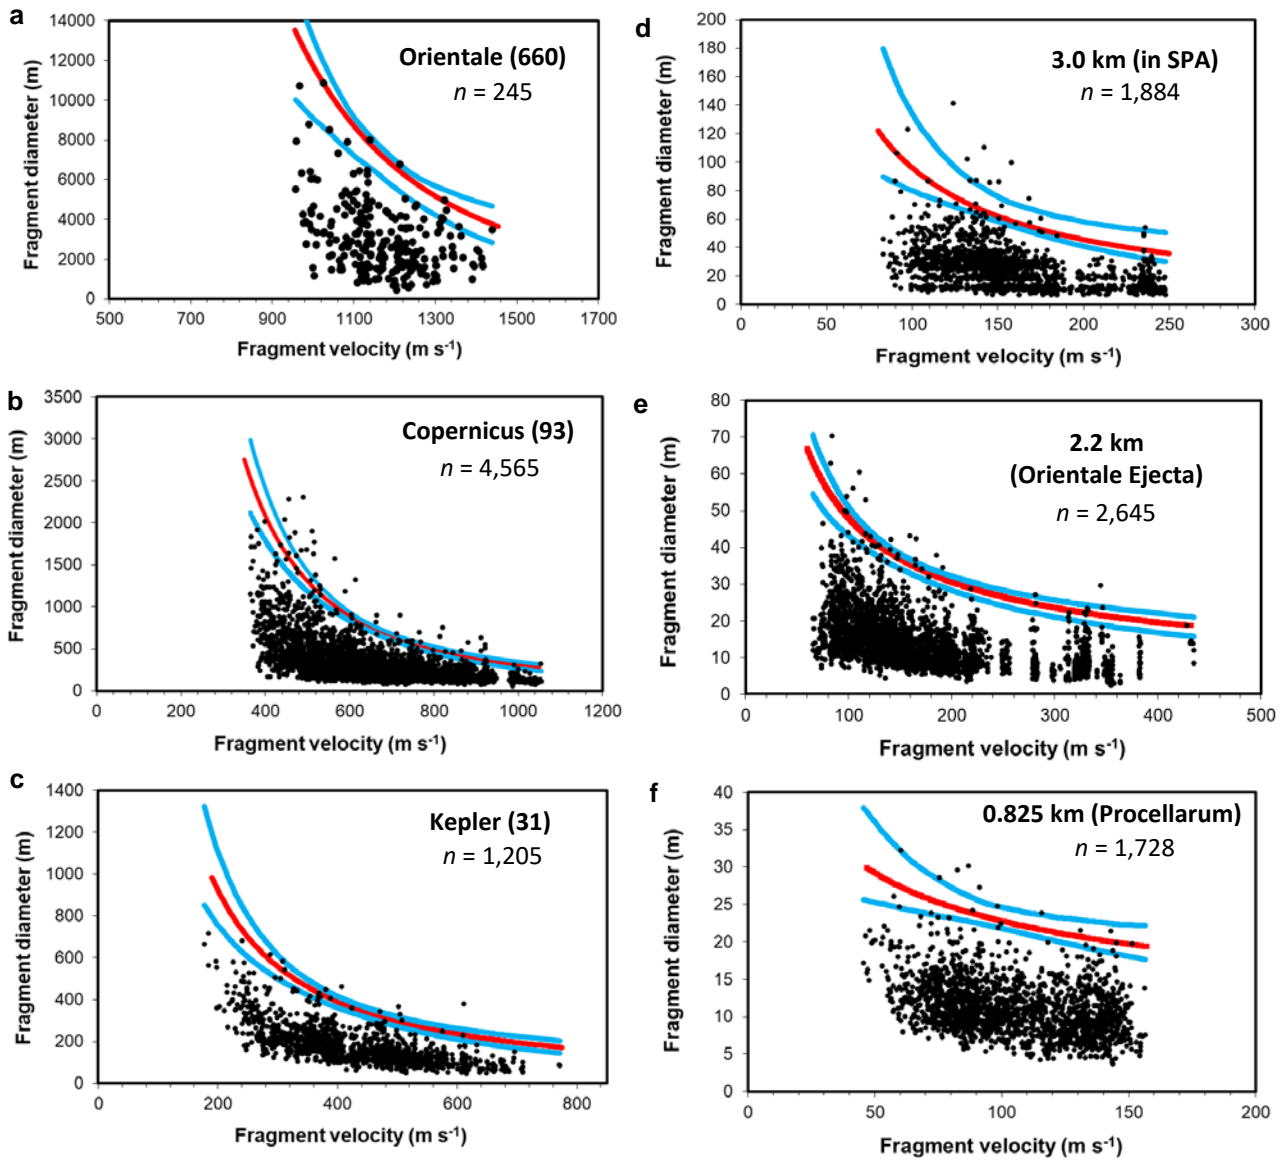 a
14000
12000
10000
8000
6000
4000
2000
0
Fragment diameter (m)
Orientale (660)
n = 245
500 700 900 1100 1300 1500 1700
Fragment velocity (m s-1)
b
3500
3000
2500
2000
1500
1000
500
0
Fragment diameter (m)
Copernicus (93)
n = 4,565
0 200 400 600 800 1000 1200
Fragment velocity (m s-1)
c
1400
1200
1000
800
600
400
200
0
Fragment diameter (m)
Kepler (31)
n = 1,205
0 200 400 600 800
Fragment velocity (m s-1)
d
200
180
160
140
120
100
80
60
40
20
0
Fragment diameter (m)
3.0 km (in SPA)
n = 1,884
0 50 100 150 200 250 300
Fragment velocity (m s-1)
e
80
70
60
50
40
30
20
10
0
Fragment diameter (m)
2.2 km
(Orientale Ejecta)
n = 2,645
0 100 200 300 400 500
Fragment velocity (m s-1)
f
40
35
30
25
20
15
10
5
0
Fragment diameter (m)
0.825 km (Procellarum)
n = 1,728
0 50 100 150 200
Fragment velocity (m s-1)